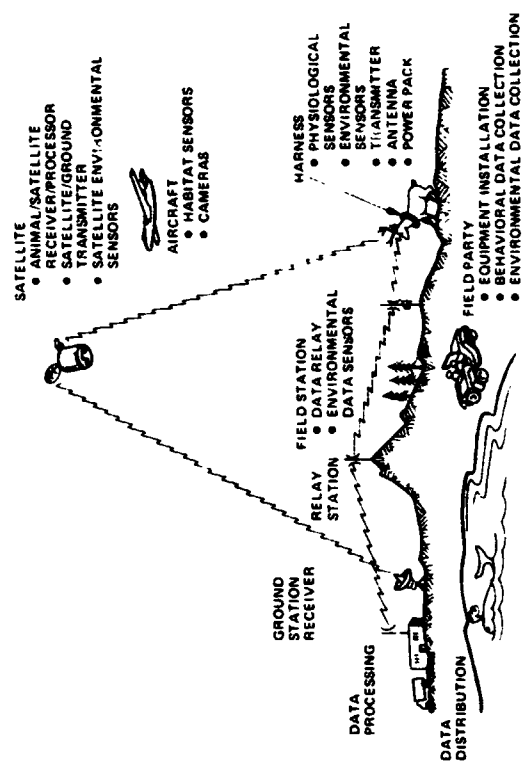 SATELLITE
• ANIMAL/SATELLITE
RECEIVER/PROCESSOR
• SATELLITE/GROUND
TRANSMITTER
• SATELLITE ENVIRONMENTAL
SENSORS
AIRCRAFT
• HABITAT SENSORS
• CAMERAS
HARNESS
• PHYSIOLOGICAL
SENSORS
• ENVIRONMENTAL
SENSORS
• TRANSMITTER
• ANTENNA
• POWER PACK
FIELD STATION
• DATA RELAY
• ENVIRONMENTAL
DATA SENSORS
RELAY
STATION
GROUND
STATION
RECEIVER
DATA
PROCESSING
DATA
DISTRIBUTION
FIELD PARTY
• EQUIPMENT INSTALLATION
• BEHAVIORAL DATA COLLECTION
• ENVIRONMENTAL DATA COLLECTION